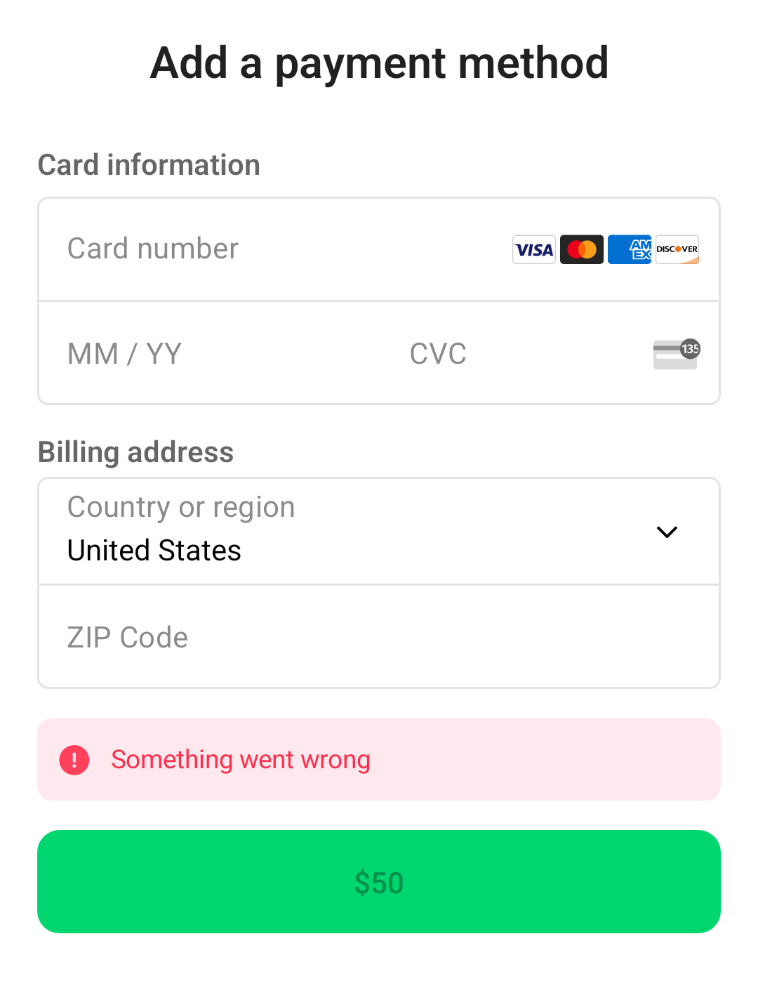 Add a payment method
Card information
Card number VISA AMEX DISCOVER
MM / YY CVC 135
Billing address
Country or region
United States
ZIP Code
! Something went wrong
$50